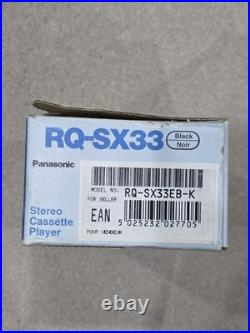 RQ-SX33
Black
Noir
Panasonic
MODEL NO. RQ-SX33EB-K
FOR SELLER
EAN
5 025232 027705
POUR VENDEUR
Stereo
Cassette
Player